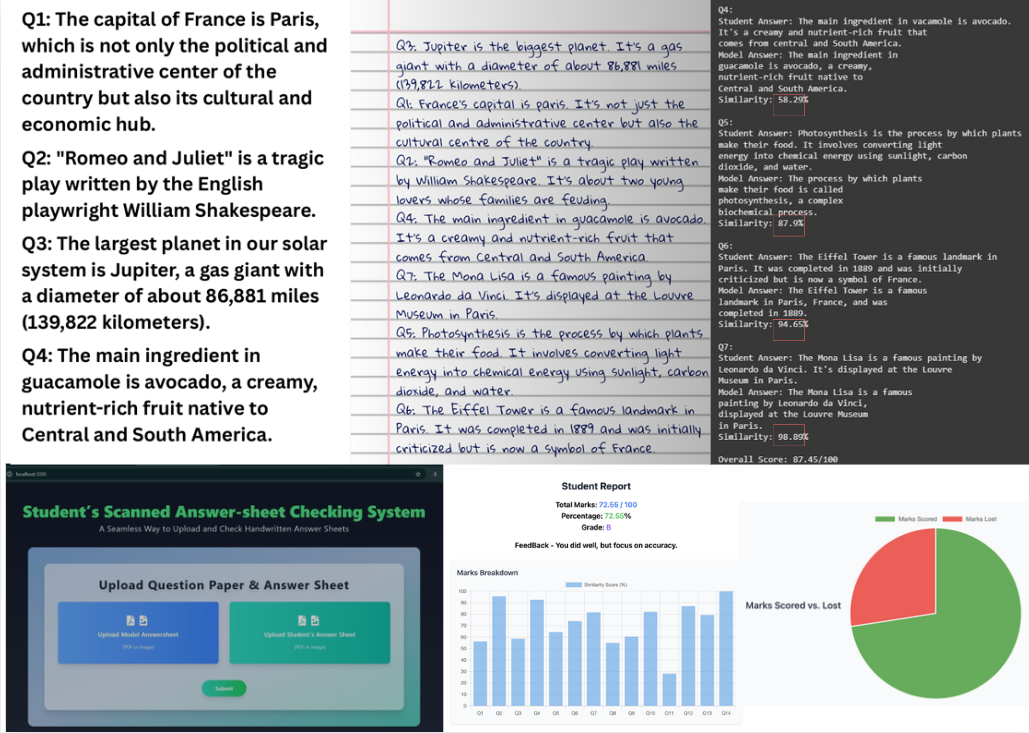 Q1: The capital of France is Paris,
which is not only the political and
administrative center of the
country but also its cultural and
economic hub.
Q2: "Romeo and Juliet" is a tragic
play written by the English
playwright William Shakespeare.
Q3: The largest planet in our solar
system is Jupiter, a gas giant with
a diameter of about 86,881 miles
(139,822 kilometers).
Q4: The main ingredient in
guacamole is avocado, a creamy,
nutrient-rich fruit native to
Central and South America.
Q3: Jupiter is the biggest planet. It's a gas
giant with a diameter of about 86,881 miles
(139,822 kilometers).
Q1: France's capital is paris. It's not just the
political and administrative center but also the
cultural centre of the country.
Q2: "Romeo and Juliet" is a tragic play written
by William Shakespeare. It's about two young
lovers whose families are feuding.
Q4: The main ingredient in guacamole is avocado.
It's a creamy and nutrient-rich fruit that
comes from Central and South America.
Q7: The Mona Lisa is a famous painting by
Leonardo da Vinci. It's displayed at the Louvre
Museum in Paris.
Q5: Photosynthesis is the process by which plants
make their food. It involves converting light
energy into chemical energy using sunlight, carbon
dioxide, and water.
Q6: The Eiffel Tower is a famous landmark in
Paris. It was completed in 1889 and was initially
criticized but is now a symbol of France.
Q4:
Student Answer: The main ingredient in vacamole is avocado.
It's a creamy and nutrient-rich fruit that
comes from central and South America.
Model Answer: The main ingredient in
guacamole is avocado, a creamy,
nutrient-rich fruit native to
Central and South America.
Similarity: 58.29%
Q5:
Student Answer: Photosynthesis is the process by which plants
make their food. It involves converting light
energy into chemical energy using sunlight, carbon
dioxide, and water.
Model Answer: The process by which plants
make their food is called
photosynthesis, a complex
biochemical process.
Similarity: 87.9%
Q6:
Student Answer: The Eiffel Tower is a famous landmark in
Paris. It was completed in 1889 and was initially
criticized but is now a symbol of France.
Model Answer: The Eiffel Tower is a famous
landmark in Paris, France, and was
completed in 1889.
Similarity: 94.65%
Q7:
Student Answer: The Mona Lisa is a famous painting by
Leonardo da Vinci. It's displayed at the Louvre
Museum in Paris.
Model Answer: The Mona Lisa is a famous
painting by Leonardo da Vinci,
displayed at the Louvre Museum
in Paris.
Similarity: 98.89%
Overall Score: 87.45/100
Student's Scanned Answer-sheet Checking System
A Seamless Way to Upload and Check Handwritten Answer Sheets
Upload Question Paper & Answer Sheet
Upload Model Answersheet
(PDF or Image)
Upload Student's Answer Sheet
(PDF or Image)
Submit
Student Report
Total Marks: 72.55 / 100
Percentage: 72.55%
Grade: B
FeedBack - You did well, but focus on accuracy.
Marks Breakdown
Similarity Score (%)
100
90
80
70
60
50
40
30
20
10
0
Q1 Q2 Q3 Q4 Q5 Q6 Q7 Q8 Q9 Q10 Q11 Q12 Q13 Q14
Marks Scored Marks Lost
Marks Scored vs. Lost